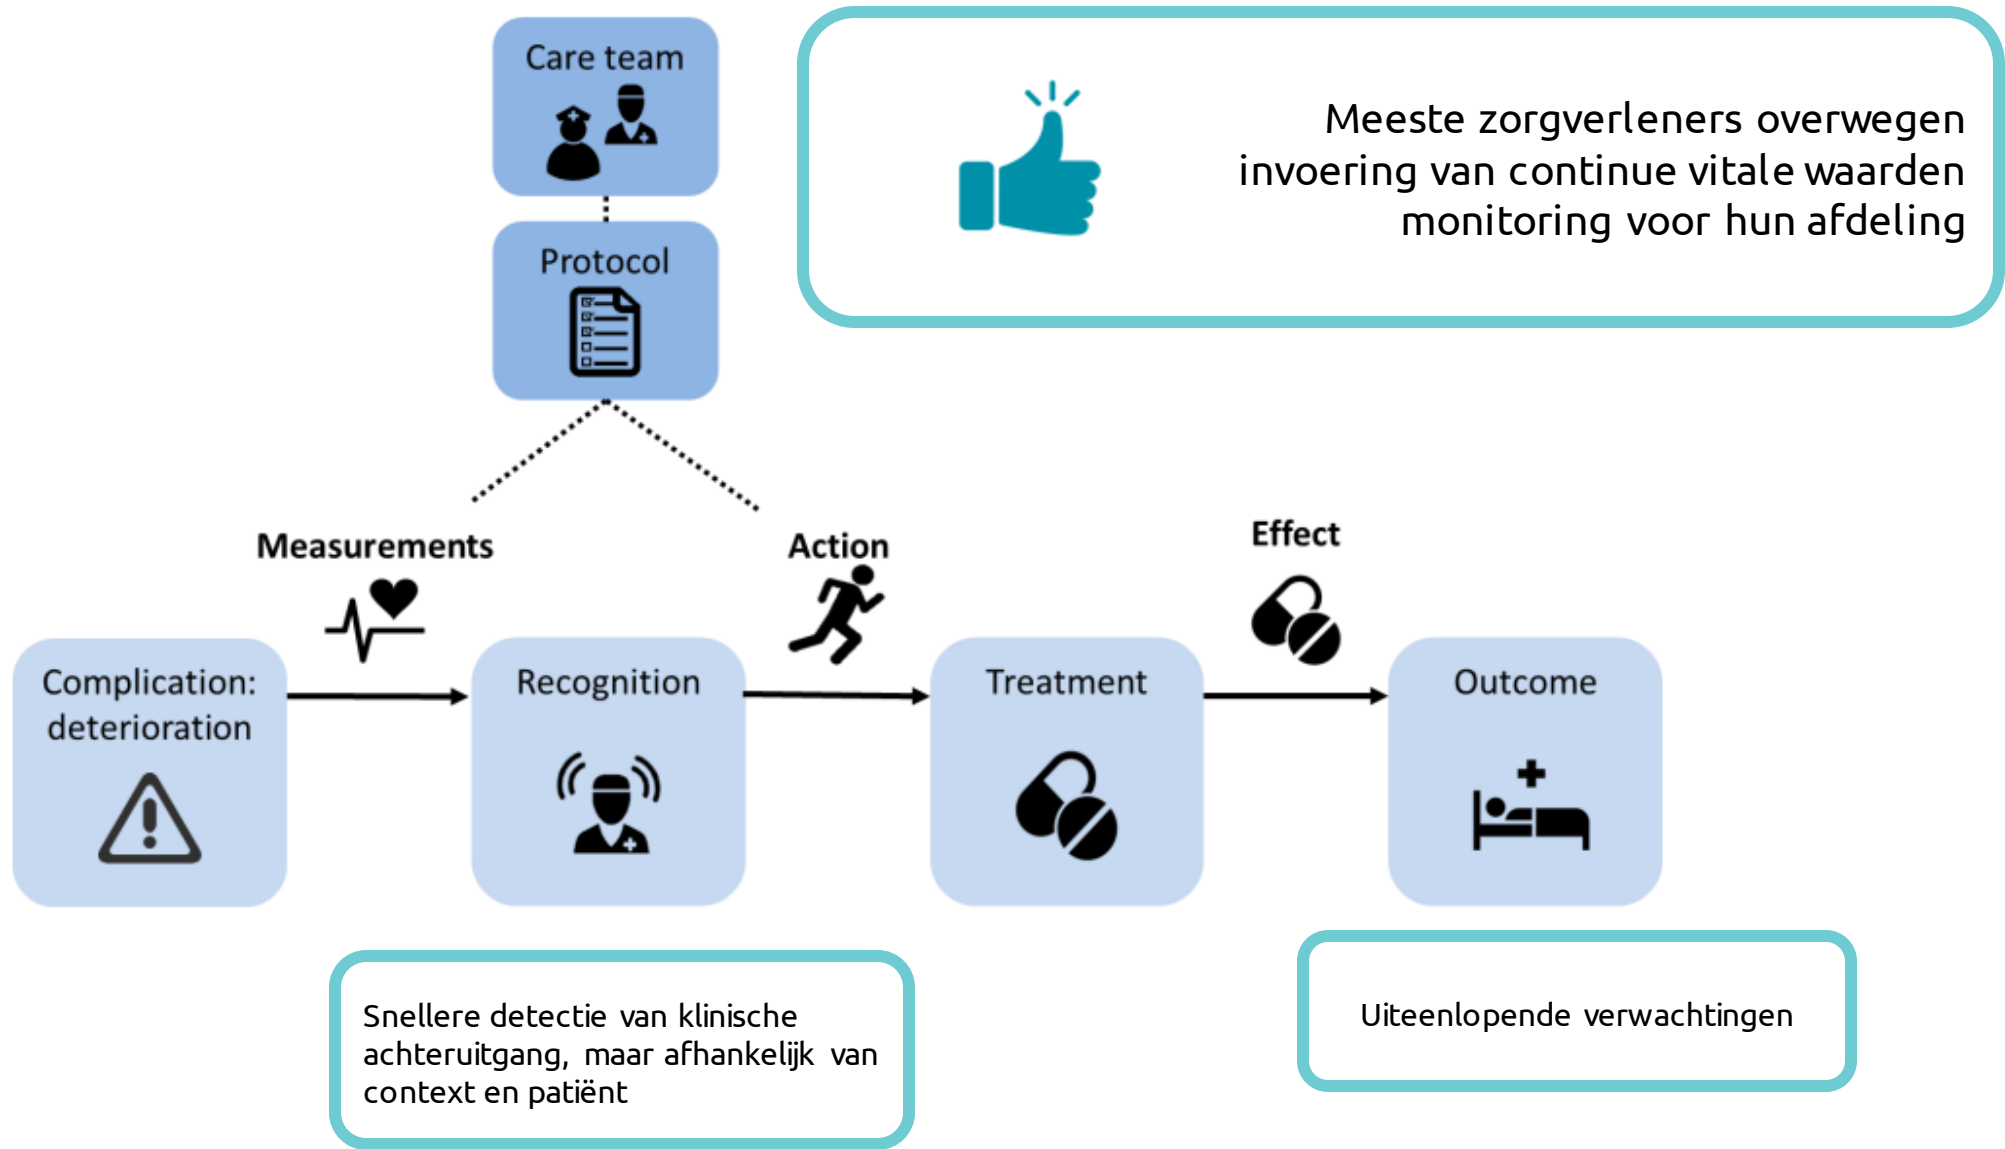 Care team
Meeste zorgverleners overwegen
invoering van continue vitale waarden
monitoring voor hun afdeling
Protocol
Measurements
Action
Effect
Complication:
deterioration
Recognition
Treatment
Outcome
Snellere detectie van klinische
achteruitgang, maar afhankelijk van
context en patiënt
Uiteenlopende verwachtingen